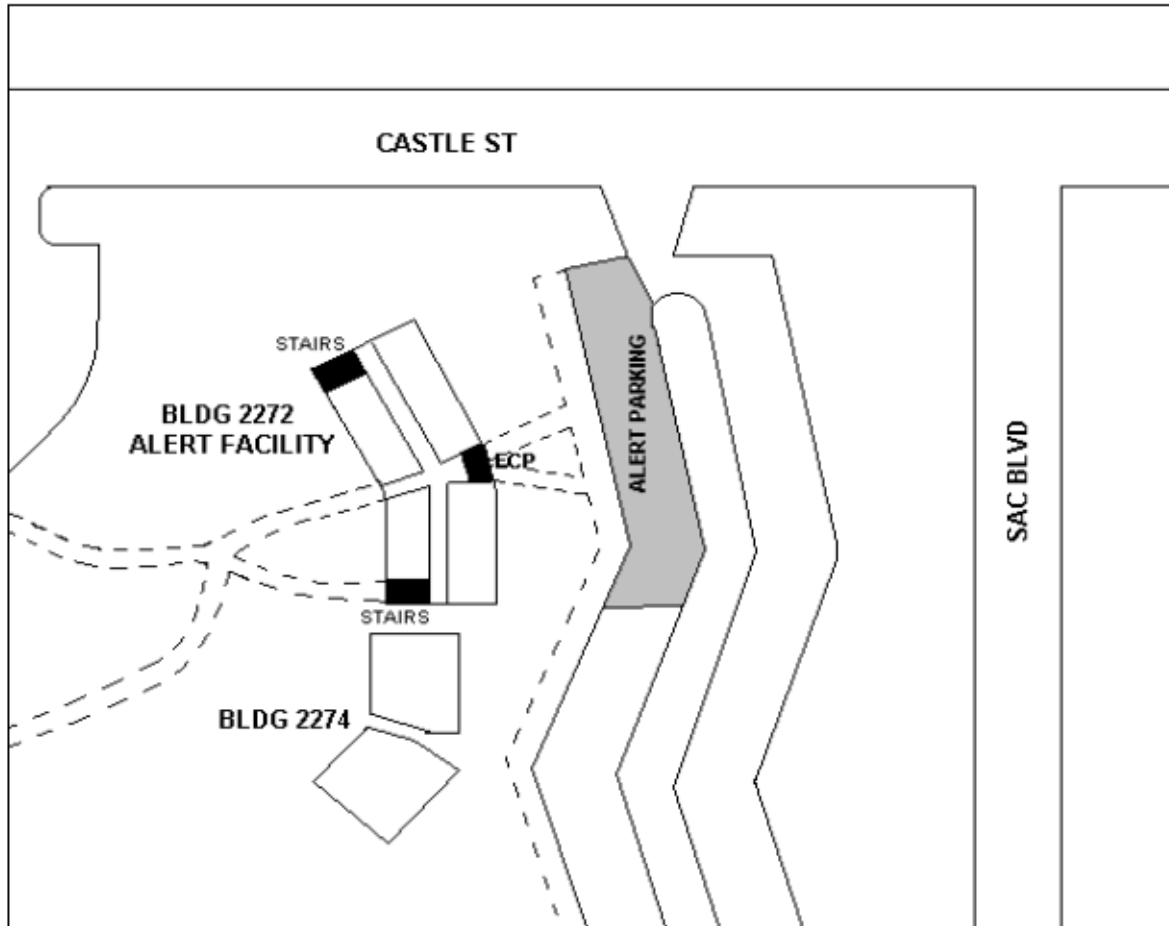 CASTLE ST
STAIRS
BLDG 2272
ALERT FACILITY
ECP
ALERT PARKING
SAC BLVD
STAIRS
BLDG 2274